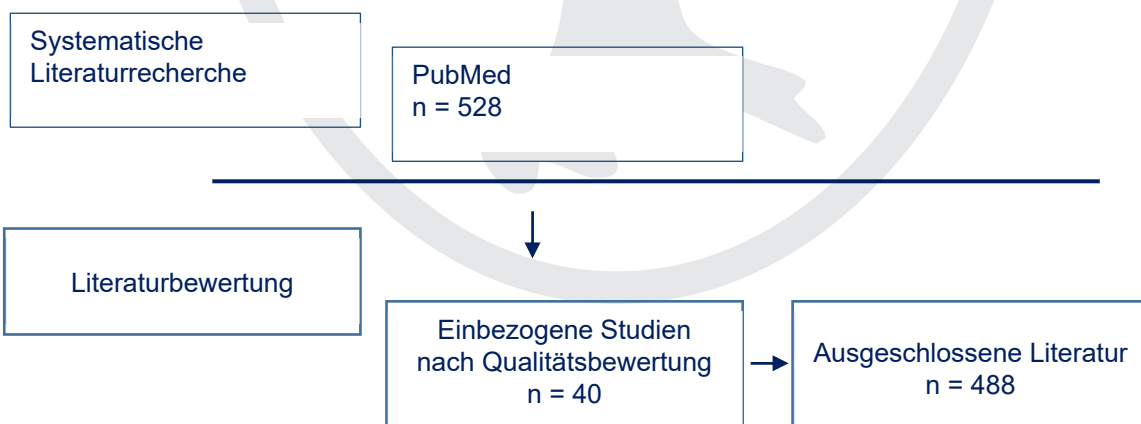 Systematische
Literaturrecherche
PubMed
n = 528
Literaturbewertung
Einbezogene Studien
nach Qualitätsbewertung
n = 40
Ausgeschlossene Literatur
n = 488